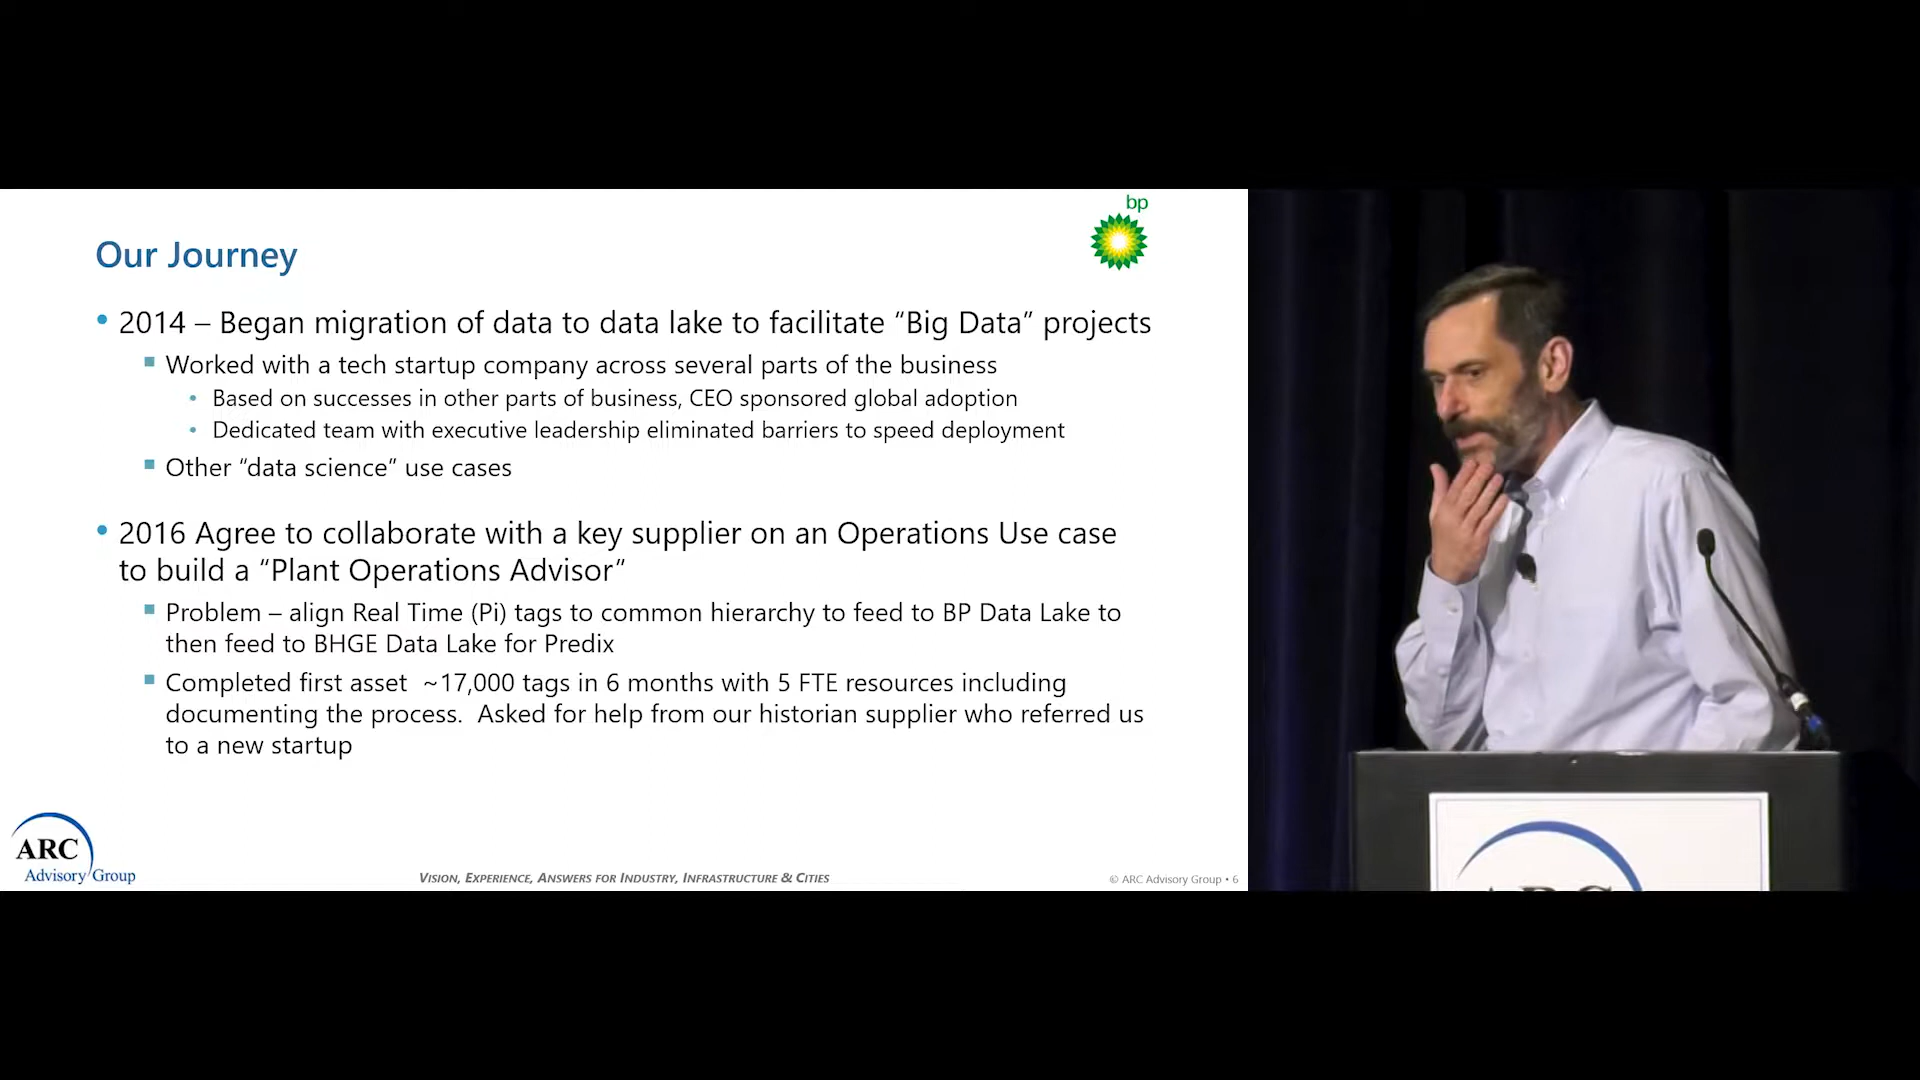 bp
Our Journey
• 2014 – Began migration of data to data lake to facilitate “Big Data” projects
▪ Worked with a tech startup company across several parts of the business
• Based on successes in other parts of business, CEO sponsored global adoption
• Dedicated team with executive leadership eliminated barriers to speed deployment
▪ Other “data science” use cases
• 2016 Agree to collaborate with a key supplier on an Operations Use case
to build a “Plant Operations Advisor”
▪ Problem – align Real Time (Pi) tags to common hierarchy to feed to BP Data Lake to
then feed to BHGE Data Lake for Predix
▪ Completed first asset ~17,000 tags in 6 months with 5 FTE resources including
documenting the process. Asked for help from our historian supplier who referred us
to a new startup
ARC
Advisory Group
VISION, EXPERIENCE, ANSWERS FOR INDUSTRY, INFRASTRUCTURE & CITIES
© ARC Advisory Group • 6
ARC